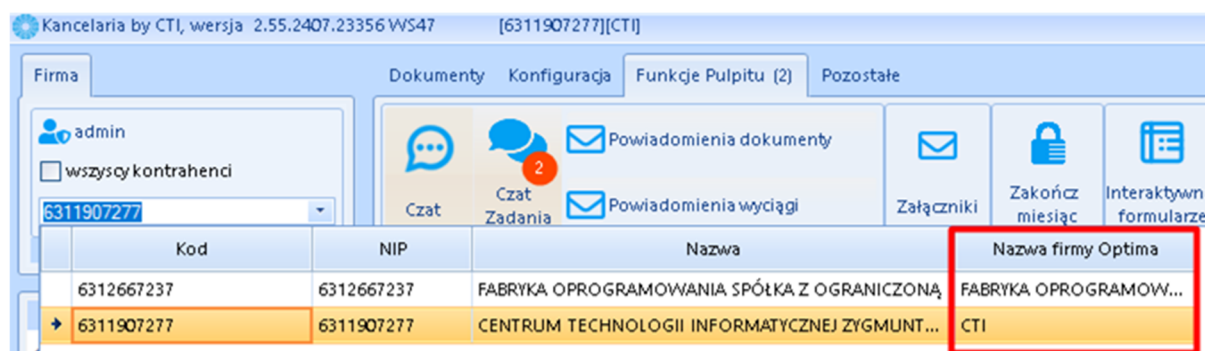 Kancelaria by CTI, wersja 2.55.2407.23356 WS47 [6311907277][CTI]
Firma
Dokumenty Konfiguracja Funkcje Pulpitu (2) Pozostałe
admin
wszyscy kontrahenci
6311907277
Czat
2
Czat
Zadania
Powiadomienia dokumenty
Powiadomienia wyciągi
Załączniki
Zakończ
miesiąc
Interaktywn
formularze
Kod NIP Nazwa Nazwa firmy Optima
6312667237 6312667237 FABRYKA OPROGRAMOWANIA SPÓŁKA Z OGRANICZONĄ FABRYKA OPROGRAMOW...
6311907277 6311907277 CENTRUM TECHNOLOGII INFORMATYCZNEJ ZYGMUNT... CTI